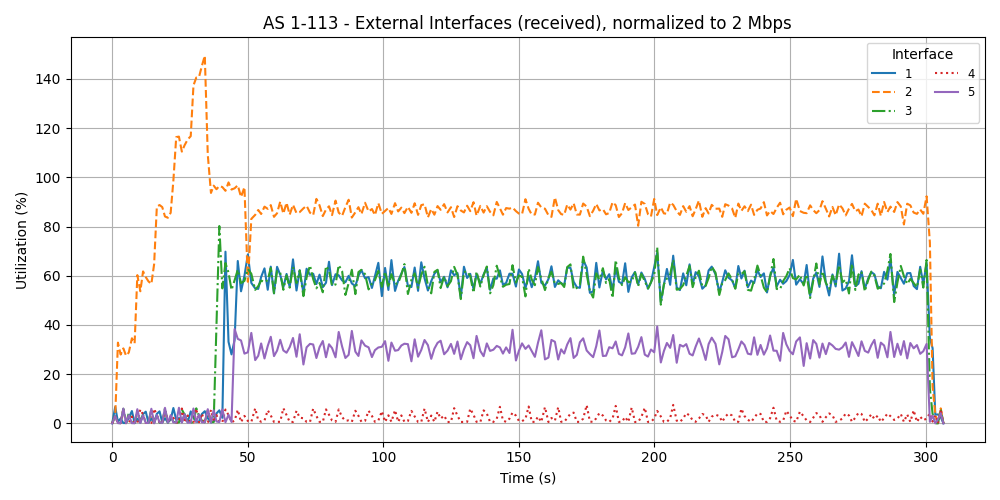 AS 1-113 - External Interfaces (received), normalized to 2 Mbps
Interface
1 4
2 5
3
Utilization (%)
140
120
100
80
60
40
20
0
0 50 100 150 200 250 300
Time (s)